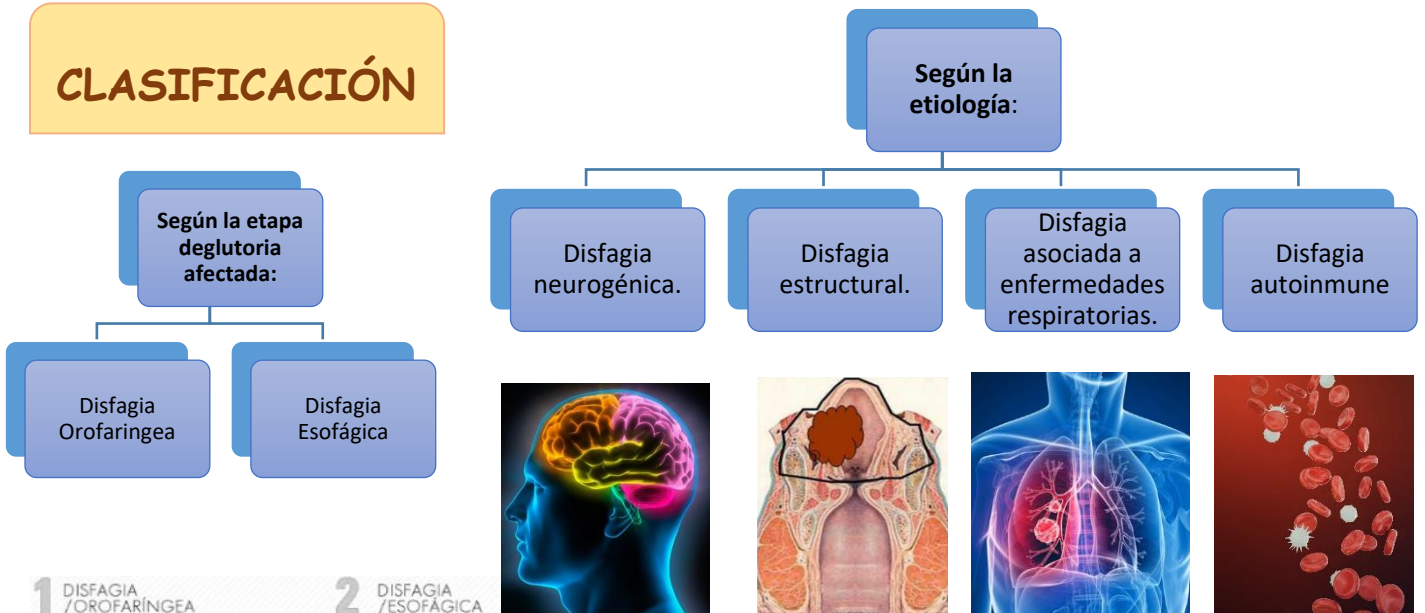 CLASIFICACIÓN
Según la etapa
deglutoria
afectada:
Disfagia
Orofaringea
Disfagia
Esofágica
Según la
etiología:
Disfagia
neurogénica.
Disfagia
estructural.
Disfagia
asociada a
enfermedades
respiratorias.
Disfagia
autoinmune
1 DISFAGIA
/OROFARÍNGEA
2 DISFAGIA
/ESOFÁGICA